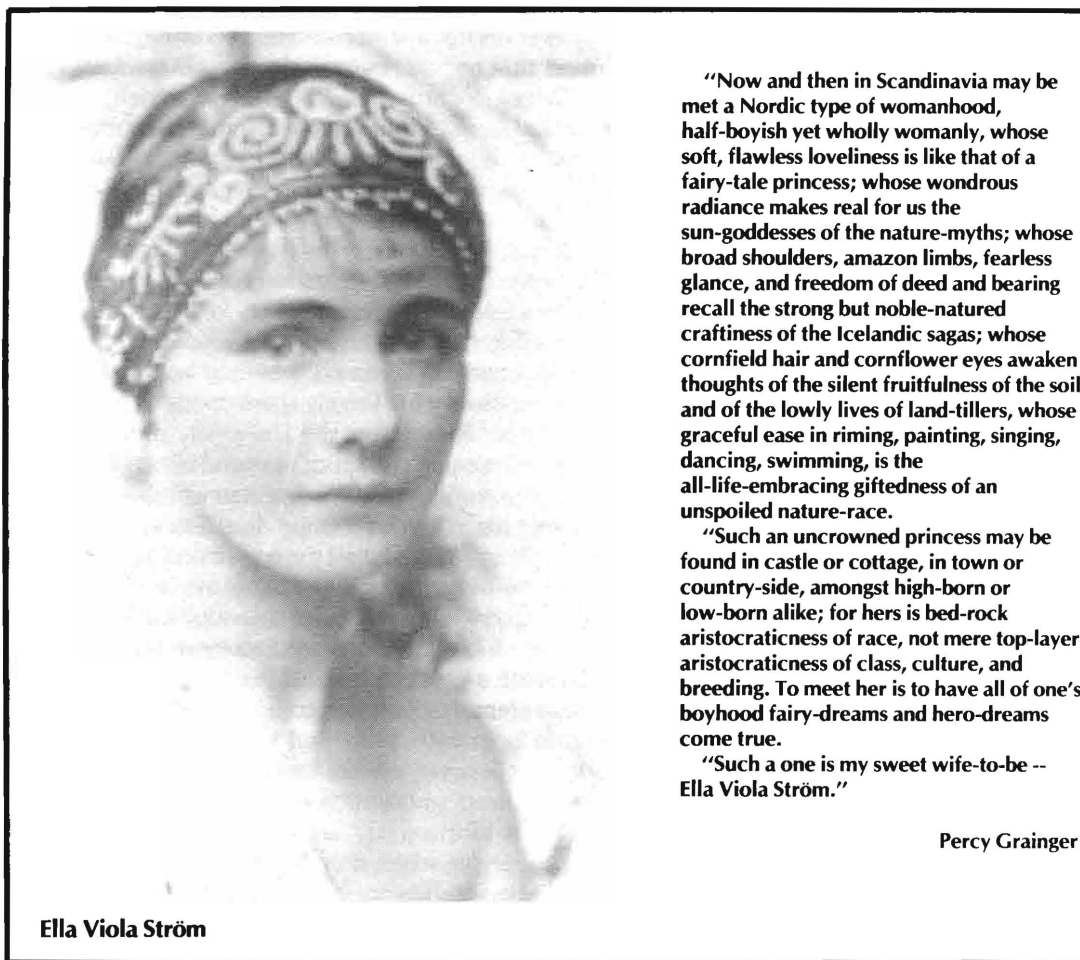 "Now and then in Scandinavia may be
met a Nordic type of womanhood,
half-boyish yet wholly womanly, whose
soft, flawless loveliness is like that of a
fairy-tale princess; whose wondrous
radiance makes real for us the
sun-goddesses of the nature-myths; whose
broad shoulders, amazon limbs, fearless
glance, and freedom of deed and bearing
recall the strong but noble-natured
craftiness of the Icelandic sagas; whose
cornfield hair and cornflower eyes awaken
thoughts of the silent fruitfulness of the soil
and of the lowly lives of land-tillers, whose
graceful ease in riming, painting, singing,
dancing, swimming, is the
all-life-embracing giftedness of an
unspoiled nature-race.
"Such an uncrowned princess may be
found in castle or cottage, in town or
country-side, amongst high-born or
low-born alike; for hers is bed-rock
aristocraticness of race, not mere top-layer
aristocraticness of class, culture, and
breeding. To meet her is to have all of one's
boyhood fairy-dreams and hero-dreams
come true.
"Such a one is my sweet wife-to-be --
Ella Viola Ström."
Percy Grainger
Ella Viola Ström